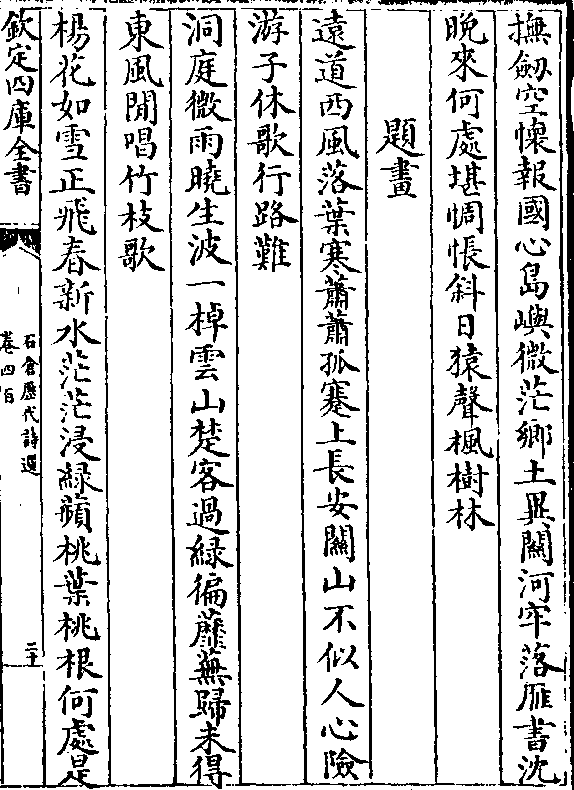 撫劔空懷報國心島嶼微茫鄉土異關河牢落雁書沈
晩來何處堪惆悵斜日猿聲楓樹林
題畫
遠道西風落葉寒蕭蕭孤蹇上長安關山不似人心險
游子休歌行路難
洞庭微雨曉生波一棹雲山楚客過緑徧蘼蕪歸未得
東風閒唱竹枝歌
楊花如雪正飛春新水茫茫浸緑蘋桃葉桃根何處是
欽定四庫全書
石倉歷代詩選
卷四百
二十